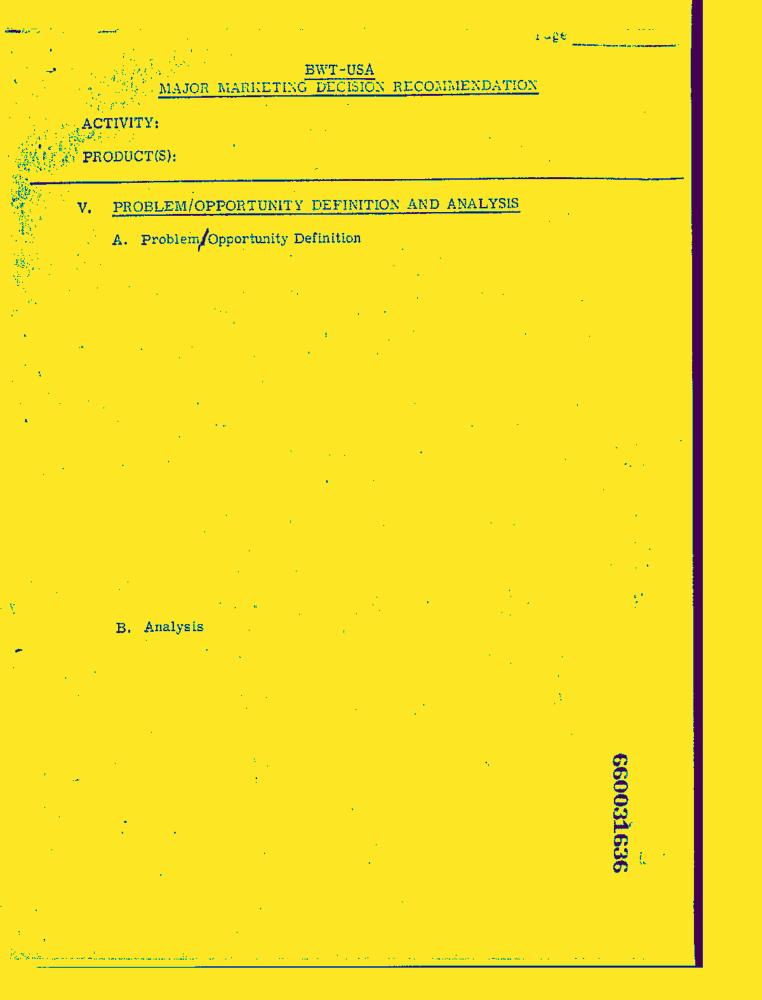 Page
BWT-USA
MAJOR MARKETING DECISION RECOMMENDATION
ACTIVITY:
PRODUCT(S):
V. PROBLEM/OPPORTUNITY DEFINITION AND ANALYSIS
A. Problem/Opportunity Definition
B. Analysis
660031636